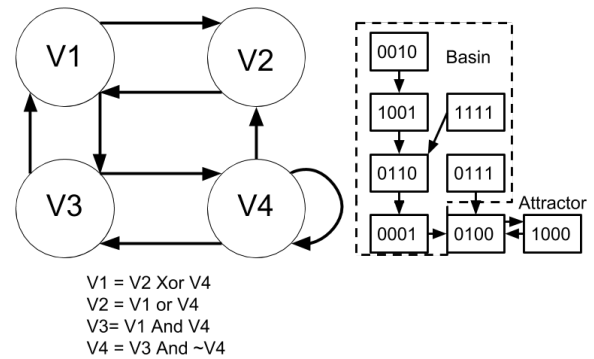 V1
V2
V3
V4
V1 = V2 Xor V4
V2 = V1 or V4
V3= V1 And V4
V4 = V3 And ~V4
0010
Basin
1001
1111
0110
0111
Attractor
0001
0100
1000